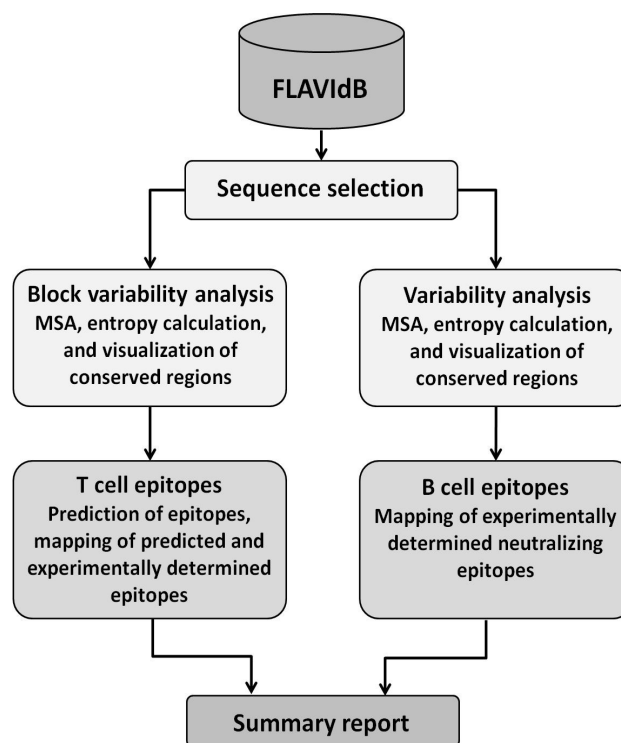 FLAVIdB
Sequence selection
Block variability analysis
MSA, entropy calculation,
and visualization of
conserved regions
Variability analysis
MSA, entropy calculation,
and visualization of
conserved regions
T cell epitopes
Prediction of epitopes,
mapping of predicted and
experimentally determined
epitopes
B cell epitopes
Mapping of experimentally
determined neutralizing
epitopes
Summary report